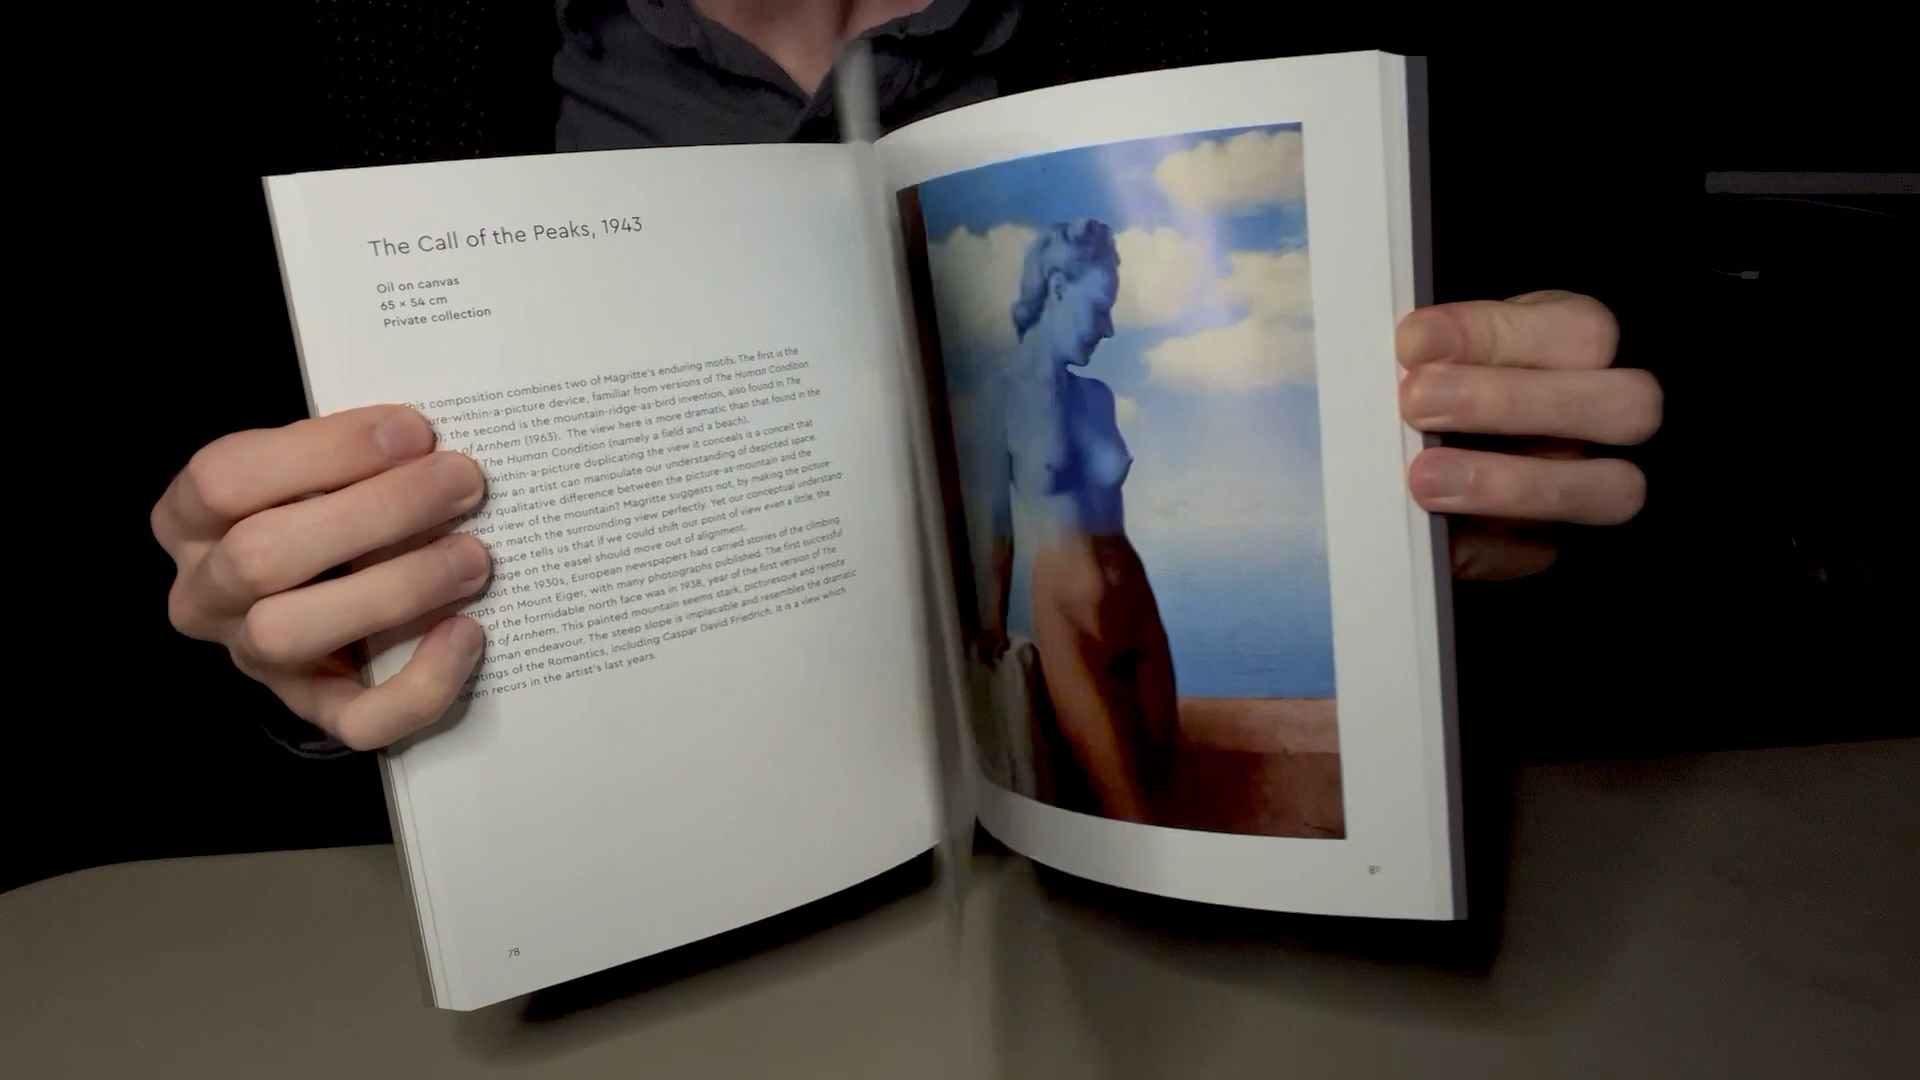 The Call of the Peaks, 1943
Oil on canvas
65 × 54 cm
Private collection
This composition combines two of Magritte's enduring motifs. The first is the
ure-within-a-picture device, familiar from versions of The Human Condition
); the second is the mountain-ridge-as-bird invention, also found in The
of Arnhem (1963). The view here is more dramatic than that found in the
f The Human Condition (namely a field and a beach).
-within-a-picture duplicating the view it conceals is a conceit that
how an artist can manipulate our understanding of depicted space.
any qualitative difference between the picture-as-mountain and the
ded view of the mountain? Magritte suggests not, by making the picture-
ain match the surrounding view perfectly. Yet our conceptual understand-
space tells us that if we could shift our point of view even a little, the
mage on the easel should move out of alignment.
oughout the 1930s, European newspapers had carried stories of the climbing
mpts on Mount Eiger, with many photographs published. The first successful
of the formidable north face was in 1938, year of the first version of The
in of Arnhem. This painted mountain seems stark, picturesque and remote
human endeavour. The steep slope is implacable and resembles the dramatic
ntings of the Romantics, including Caspar David Friedrich. It is a view which
often recurs in the artist's last years.
78